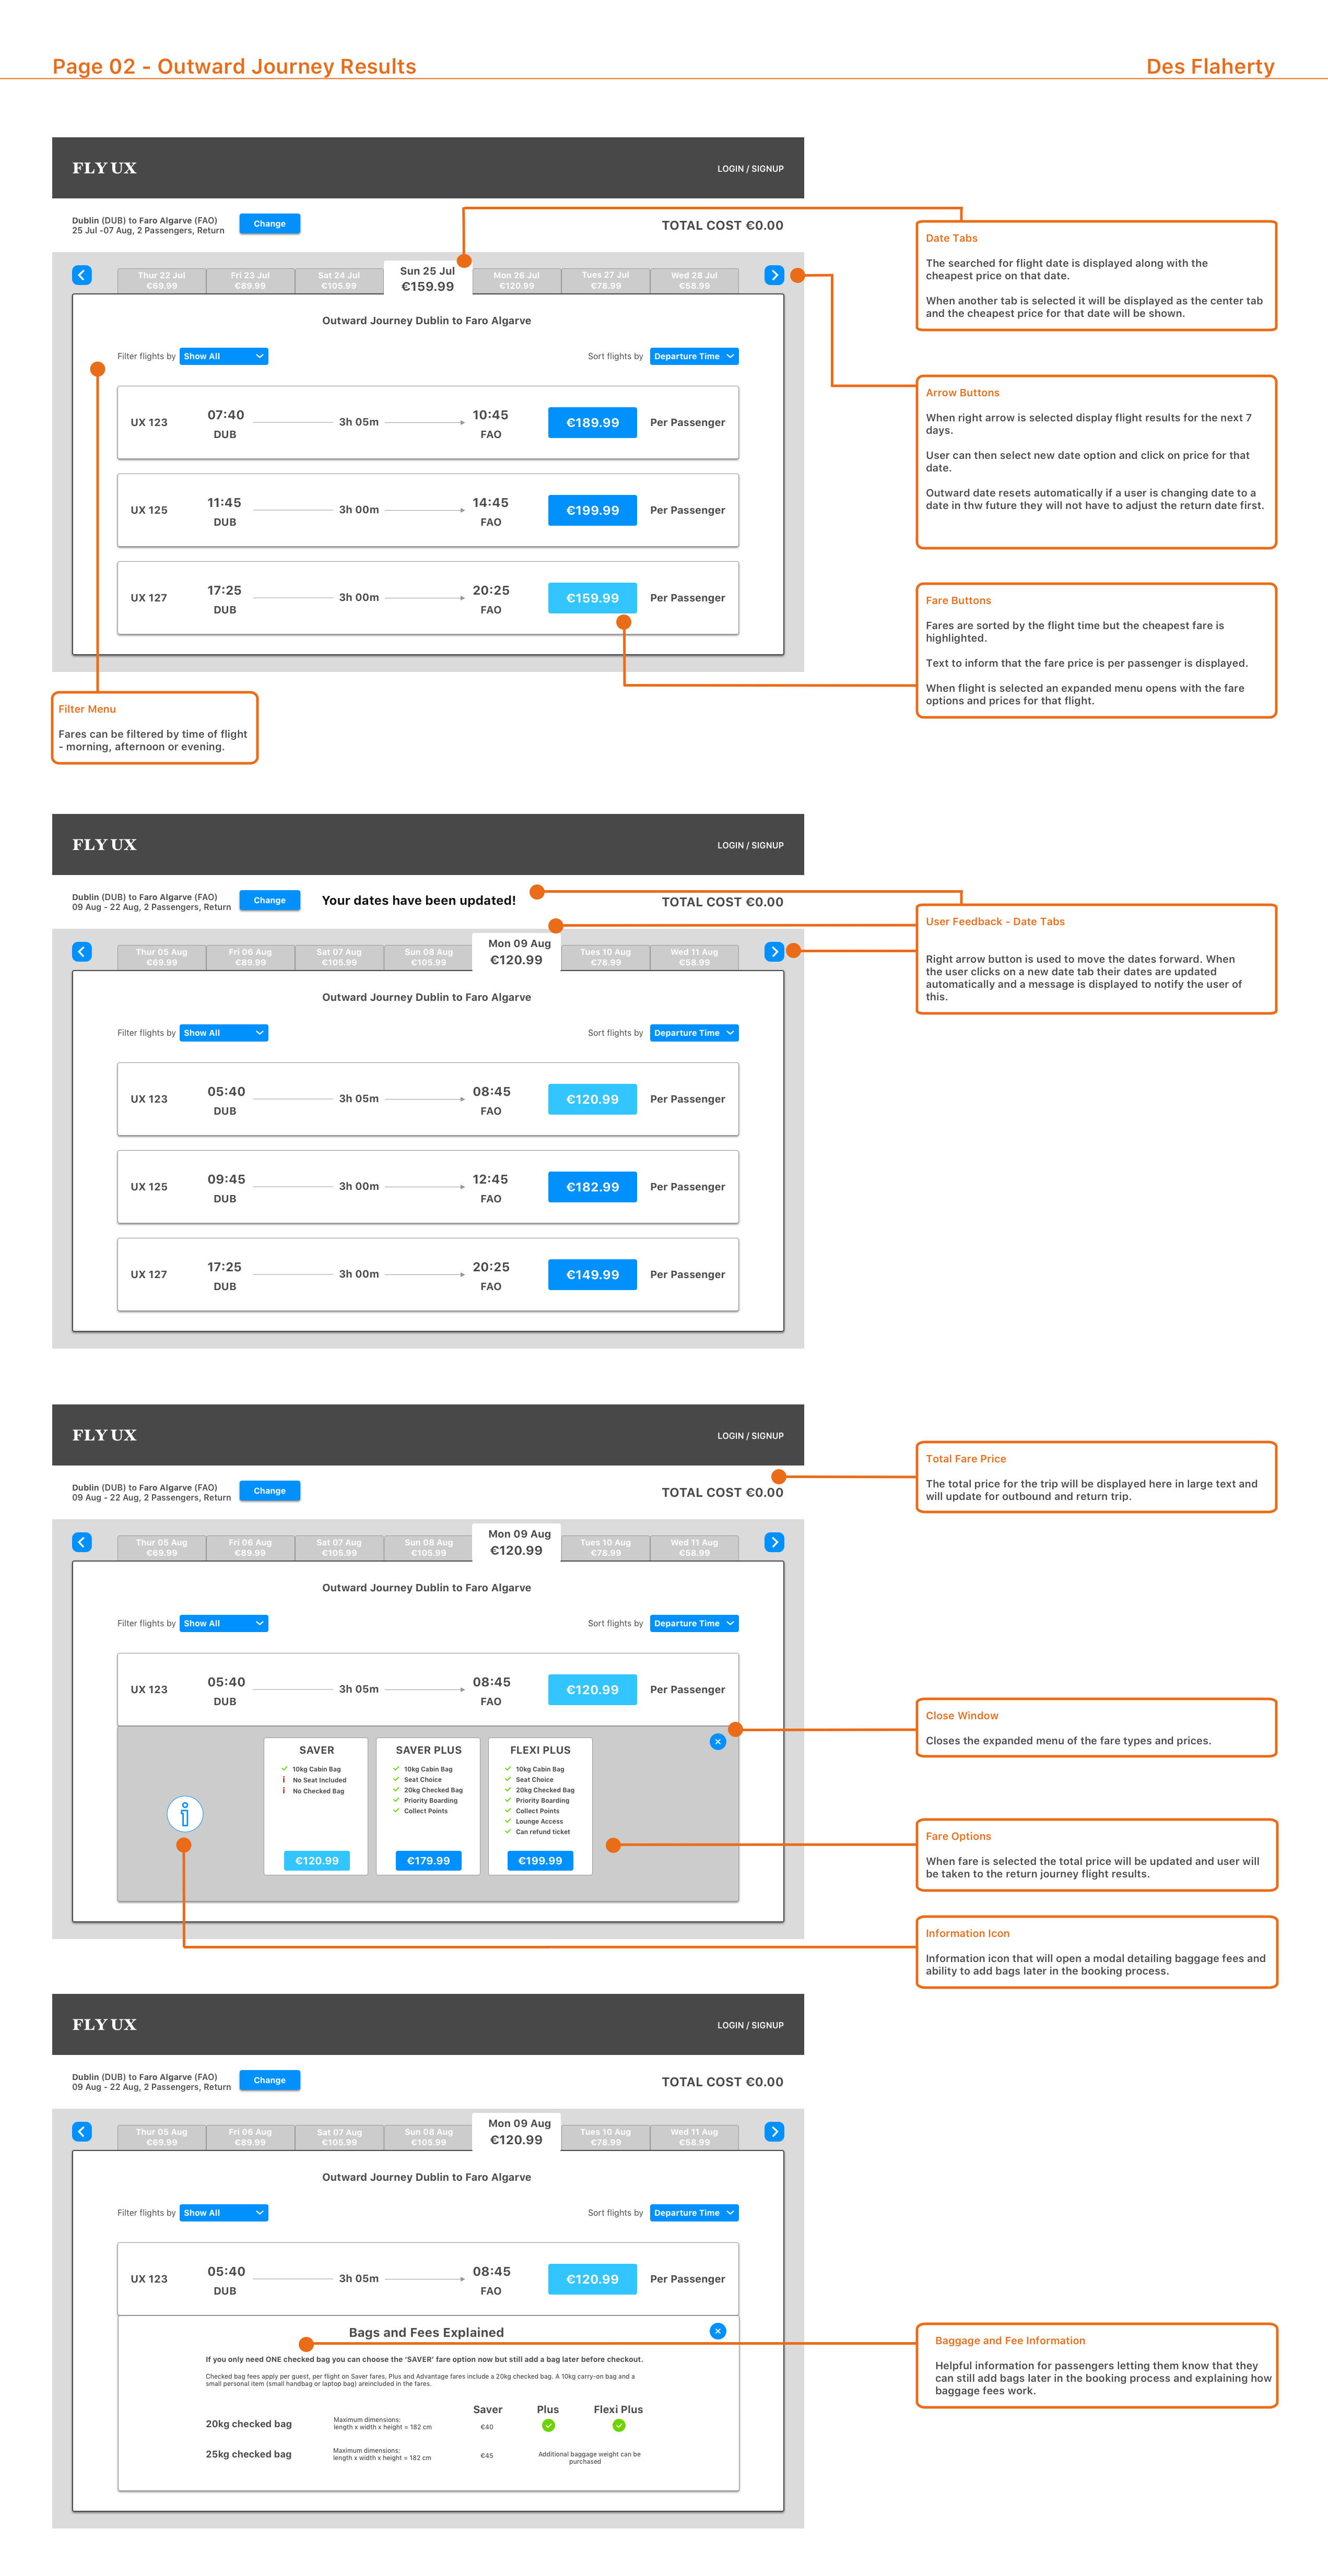 Page 02 - Outward Journey Results
Des Flaherty
FLY UX
LOGIN / SIGNUP
Dublin (DUB) to Faro Algarve (FAO)
25 Jul -07 Aug, 2 Passengers, Return
Change
TOTAL COST €0.00
Thur 22 Jul
€69.99
Fri 23 Jul
€89.99
Sat 24 Jul
€105.99
Sun 25 Jul
€159.99
Mon 26 Jul
€120.99
Tues 27 Jul
€78.99
Wed 28 Jul
€58.99
Outward Journey Dublin to Faro Algarve
Filter flights by
Show All
Sort flights by
Departure Time
UX 123
07:40
DUB
3h 05m
10:45
FAO
€189.99
Per Passenger
UX 125
11:45
DUB
3h 00m
14:45
FAO
€199.99
Per Passenger
UX 127
17:25
DUB
3h 00m
20:25
FAO
€159.99
Per Passenger
Date Tabs
The searched for flight date is displayed along with the
cheapest price on that date.
When another tab is selected it will be displayed as the center tab
and the cheapest price for that date will be shown.
Arrow Buttons
When right arrow is selected display flight results for the next 7
days.
User can then select new date option and click on price for that
date.
Outward date resets automatically if a user is changing date to a
date in thw future they will not have to adjust the return date first.
Fare Buttons
Fares are sorted by the flight time but the cheapest fare is
highlighted.
Text to inform that the fare price is per passenger is displayed.
When flight is selected an expanded menu opens with the fare
options and prices for that flight.
Filter Menu
Fares can be filtered by time of flight
- morning, afternoon or evening.
FLY UX
LOGIN / SIGNUP
Dublin (DUB) to Faro Algarve (FAO)
09 Aug - 22 Aug, 2 Passengers, Return
Change
Your dates have been updated!
TOTAL COST €0.00
Thur 05 Aug
€69.99
Fri 06 Aug
€89.99
Sat 07 Aug
€105.99
Sun 08 Aug
€105.99
Mon 09 Aug
€120.99
Tues 10 Aug
€78.99
Wed 11 Aug
€58.99
Outward Journey Dublin to Faro Algarve
Filter flights by
Show All
Sort flights by
Departure Time
UX 123
05:40
DUB
3h 05m
08:45
FAO
€120.99
Per Passenger
UX 125
09:45
DUB
3h 00m
12:45
FAO
€182.99
Per Passenger
UX 127
17:25
DUB
3h 00m
20:25
FAO
€149.99
Per Passenger
User Feedback - Date Tabs
Right arrow button is used to move the dates forward. When
the user clicks on a new date tab their dates are updated
automatically and a message is displayed to notify the user of
this.
FLY UX
LOGIN / SIGNUP
Dublin (DUB) to Faro Algarve (FAO)
09 Aug - 22 Aug, 2 Passengers, Return
Change
TOTAL COST €0.00
Thur 05 Aug
€69.99
Fri 06 Aug
€89.99
Sat 07 Aug
€105.99
Sun 08 Aug
€105.99
Mon 09 Aug
€120.99
Tues 10 Aug
€78.99
Wed 11 Aug
€58.99
Outward Journey Dublin to Faro Algarve
Filter flights by
Show All
Sort flights by
Departure Time
UX 123
05:40
DUB
3h 05m
08:45
FAO
€120.99
Per Passenger
SAVER
10kg Cabin Bag
No Seat Included
No Checked Bag
€120.99
SAVER PLUS
10kg Cabin Bag
Seat Choice
20kg Checked Bag
Priority Boarding
Collect Points
€179.99
FLEXI PLUS
10kg Cabin Bag
Seat Choice
20kg Checked Bag
Priority Boarding
Collect Points
Lounge Access
Can refund ticket
€199.99
Total Fare Price
The total price for the trip will be displayed here in large text and
will update for outbound and return trip.
Close Window
Closes the expanded menu of the fare types and prices.
Fare Options
When fare is selected the total price will be updated and user will
be taken to the return journey flight results.
Information Icon
Information icon that will open a modal detailing baggage fees and
ability to add bags later in the booking process.
FLY UX
LOGIN / SIGNUP
Dublin (DUB) to Faro Algarve (FAO)
09 Aug - 22 Aug, 2 Passengers, Return
Change
TOTAL COST €0.00
Thur 05 Aug
€69.99
Fri 06 Aug
€89.99
Sat 07 Aug
€105.99
Sun 08 Aug
€105.99
Mon 09 Aug
€120.99
Tues 10 Aug
€78.99
Wed 11 Aug
€58.99
Outward Journey Dublin to Faro Algarve
Filter flights by
Show All
Sort flights by
Departure Time
UX 123
05:40
DUB
3h 05m
08:45
FAO
€120.99
Per Passenger
Bags and Fees Explained
If you only need ONE checked bag you can choose the 'SAVER' fare option now but still add a bag later before checkout.
Checked bag fees apply per guest, per flight on Saver fares, Plus and Advantage fares include a 20kg checked bag. A 10kg carry-on bag and a
small personal item (small handbag or laptop bag) areincluded in the fares.
Saver
Plus
Flexi Plus
20kg checked bag
Maximum dimensions:
length x width x height = 182 cm
€40
25kg checked bag
Maximum dimensions:
length x width x height = 182 cm
€45
Additional baggage weight can be
purchased
Baggage and Fee Information
Helpful information for passengers letting them know that they
can still add bags later in the booking process and explaining how
baggage fees work.